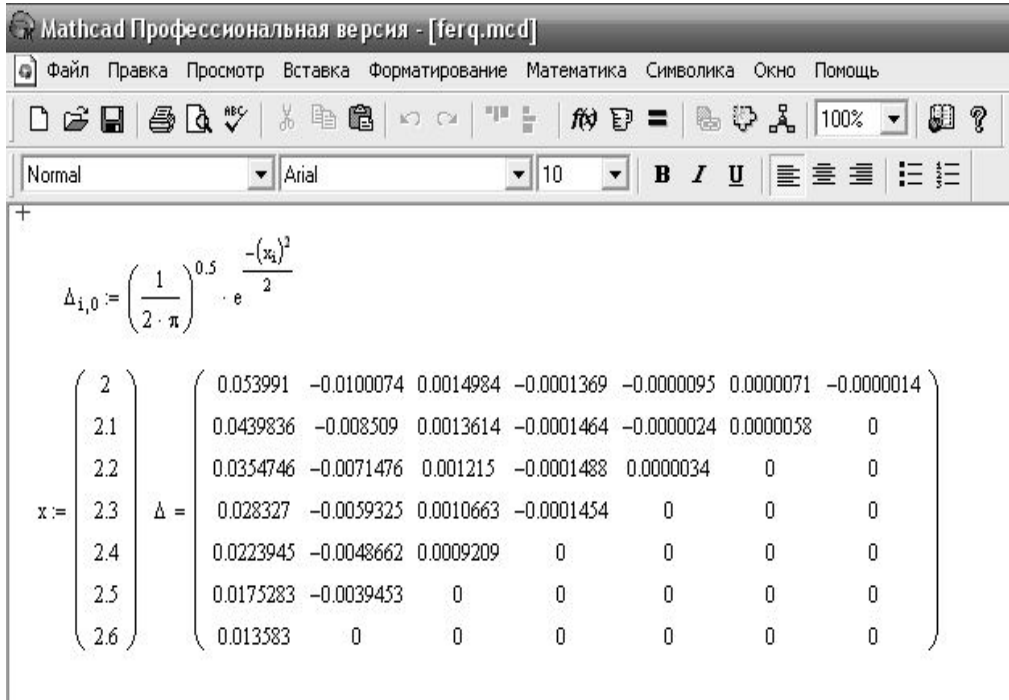 Mathcad Профессиональная версия - [ferq.mcd]
Файл Правка Просмотр Вставка Форматирование Математика Символика Окно Помощь
ABC f(x) = 100% ?
Normal Arial 10 B I U
Δi,0 := (1 / 2 · π)^0.5 · e^(-(xi)^2 / 2)
2 0.053991 −0.0100074 0.0014984 −0.0001369 −0.0000095 0.0000071 −0.0000014
2.1 0.0439836 −0.008509 0.0013614 −0.0001464 −0.0000024 0.0000058 0
2.2 0.0354746 −0.0071476 0.001215 −0.0001488 0.0000034 0 0
x := 2.3 Δ = 0.028327 −0.0059325 0.0010663 −0.0001454 0 0 0
2.4 0.0223945 −0.0048662 0.0009209 0 0 0 0
2.5 0.0175283 −0.0039453 0 0 0 0 0
2.6 0.013583 0 0 0 0 0 0